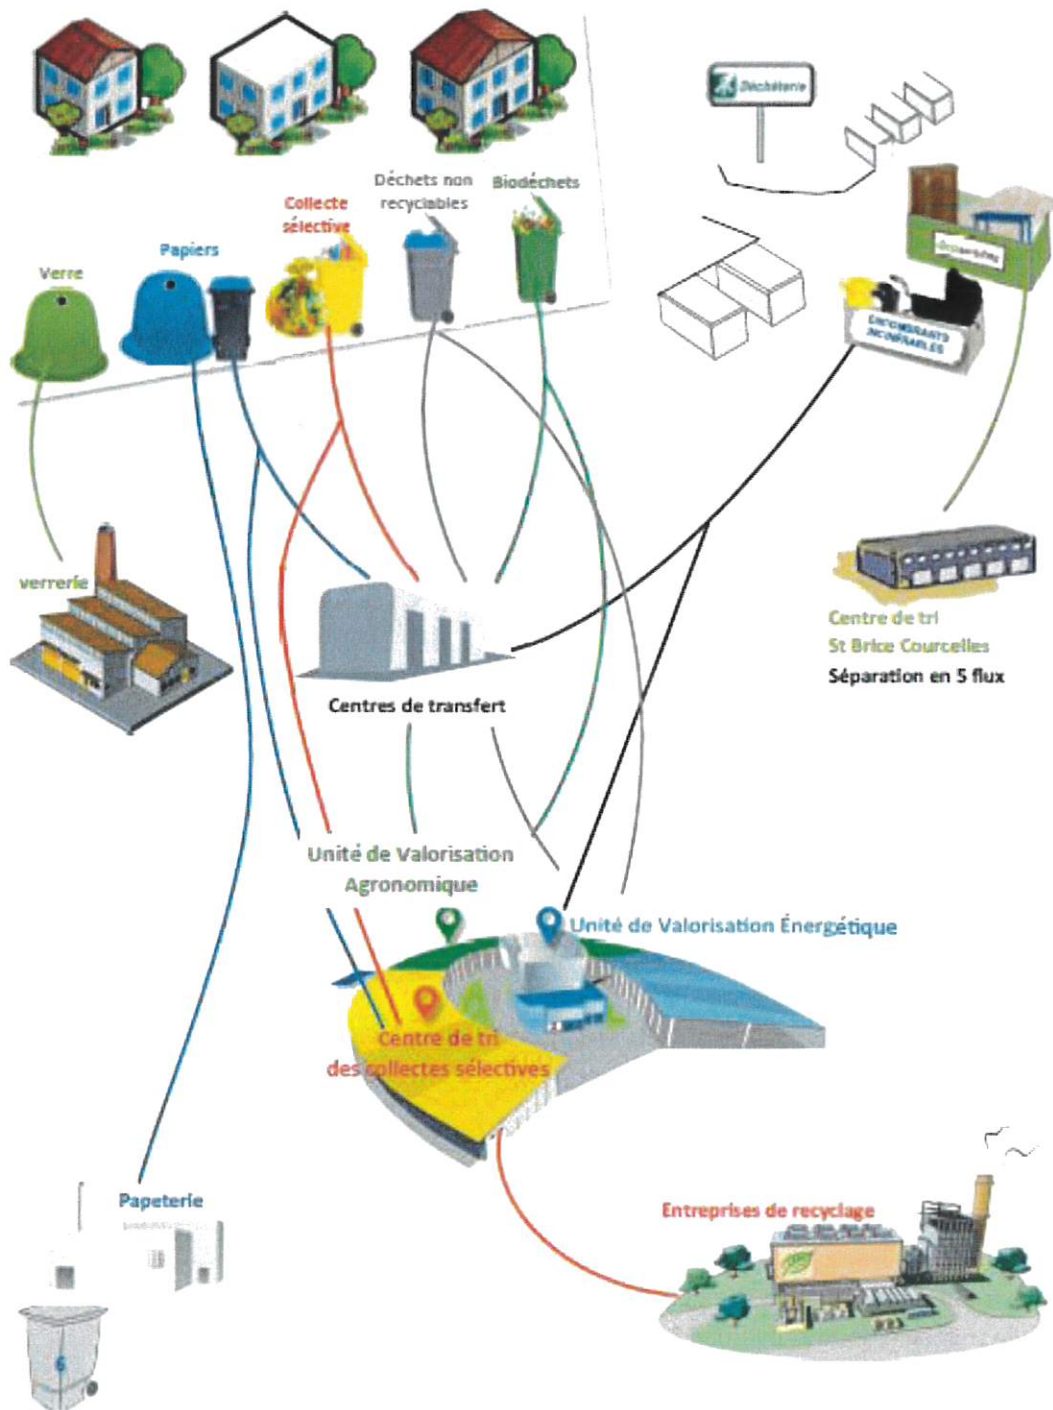 Déchèterie
Déchets non
recyclables
Biodéchets
Collecte
sélective
Papiers
Verre
ENCOMBRANTS
INCINÉRABLES
verrerie
Centre de tri
St Brice Courcelles
Séparation en 5 flux
Centres de transfert
Unité de Valorisation
Agronomique
Unité de Valorisation Énergétique
Centre de tri
des collectes sélectives
Papeterie
Entreprises de recyclage
6